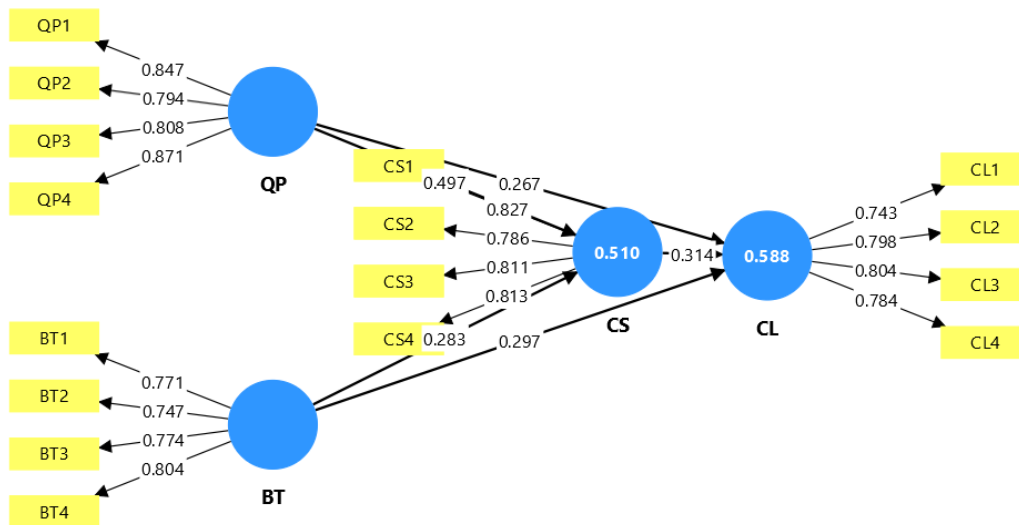 QP1
QP2
QP3
QP4
0.847
0.794
0.808
0.871
QP
BT1
BT2
BT3
BT4
0.771
0.747
0.774
0.804
BT
CS1
CS2
CS3
CS4
0.497
0.827
0.786
0.811
0.813
0.283
0.267
0.314
0.297
0.510
CS
0.588
CL
0.743
0.798
0.804
0.784
CL1
CL2
CL3
CL4